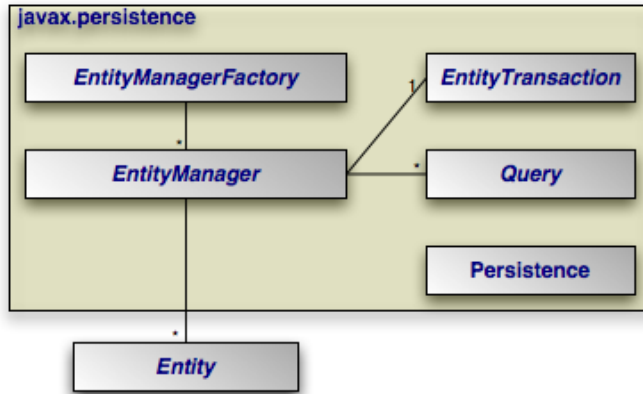 javax.persistence
EntityManagerFactory
EntityTransaction
1
*
EntityManager
*
Query
Persistence
*
Entity